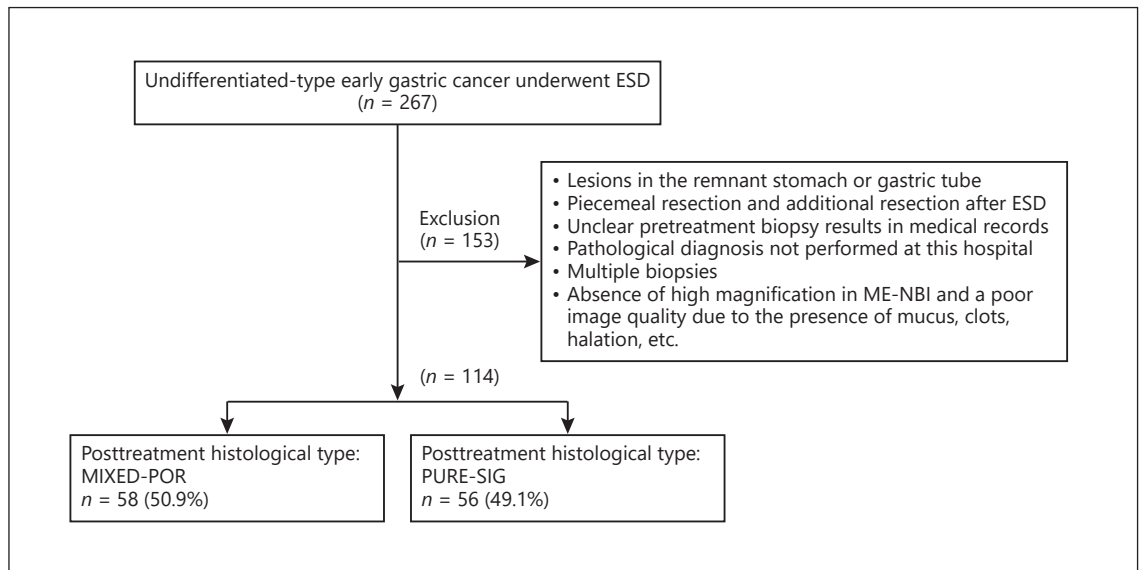 Undifferentiated-type early gastric cancer underwent ESD
(n = 267)
Exclusion
(n = 153)
• Lesions in the remnant stomach or gastric tube
• Piecemeal resection and additional resection after ESD
• Unclear pretreatment biopsy results in medical records
• Pathological diagnosis not performed at this hospital
• Multiple biopsies
• Absence of high magnification in ME-NBI and a poor
image quality due to the presence of mucus, clots,
halation, etc.
(n = 114)
Posttreatment histological type:
MIXED-POR
n = 58 (50.9%)
Posttreatment histological type:
PURE-SIG
n = 56 (49.1%)